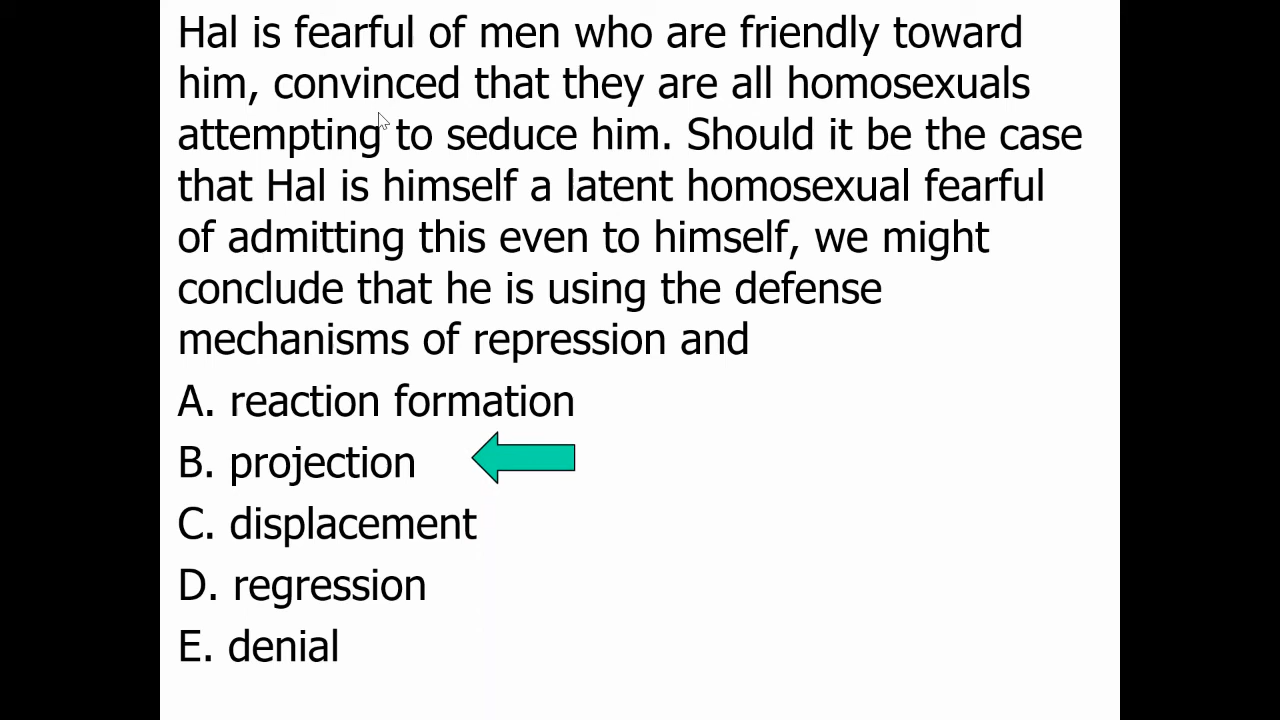 Hal is fearful of men who are friendly toward
him, convinced that they are all homosexuals
attempting to seduce him. Should it be the case
that Hal is himself a latent homosexual fearful
of admitting this even to himself, we might
conclude that he is using the defense
mechanisms of repression and
A. reaction formation
B. projection
C. displacement
D. regression
E. denial